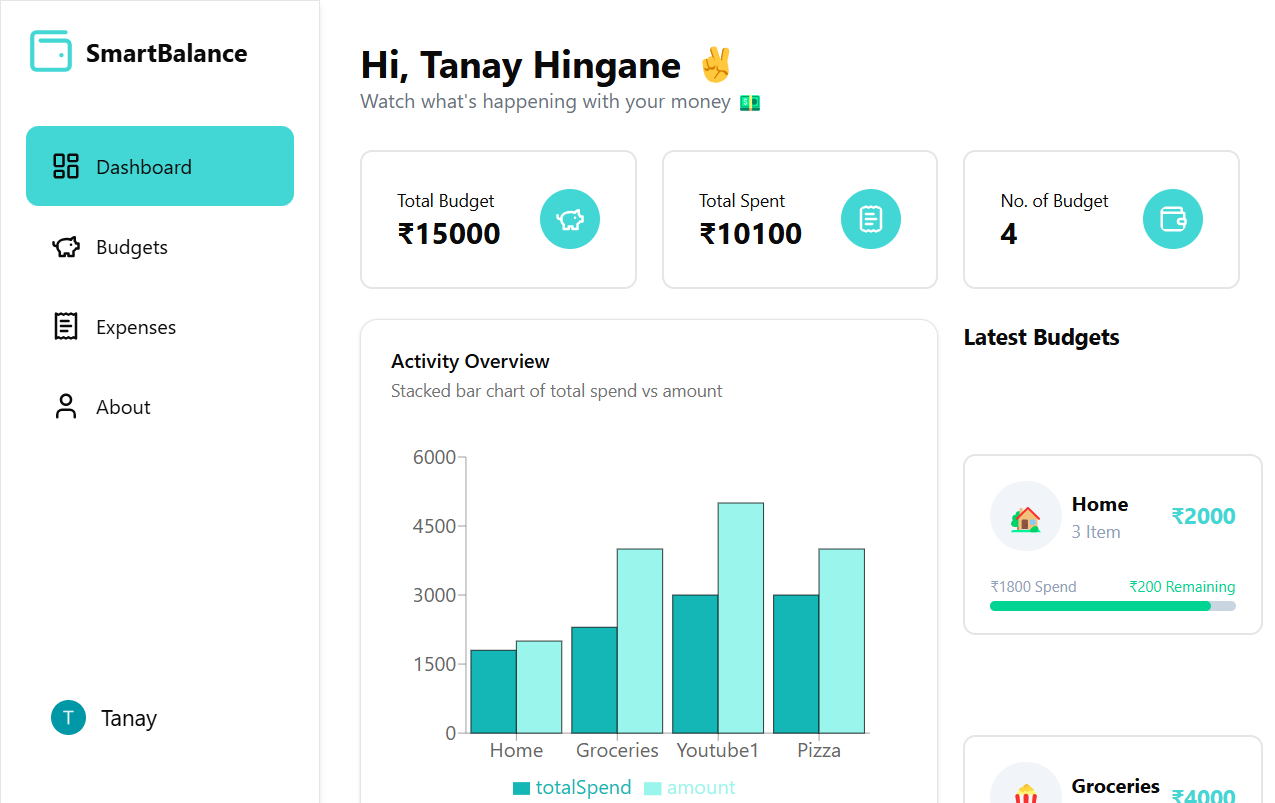 SmartBalance
Dashboard
Budgets
Expenses
About
T
Tanay
Hi, Tanay Hingane ✌️
Watch what's happening with your money 💵
Total Budget
₹15000
Total Spent
₹10100
No. of Budget
4
Activity Overview
Stacked bar chart of total spend vs amount
6000
4500
3000
1500
0
Home Groceries Youtube1 Pizza
totalSpend amount
Latest Budgets
Home
3 Item
₹2000
₹1800 Spend ₹200 Remaining
Groceries
₹4000